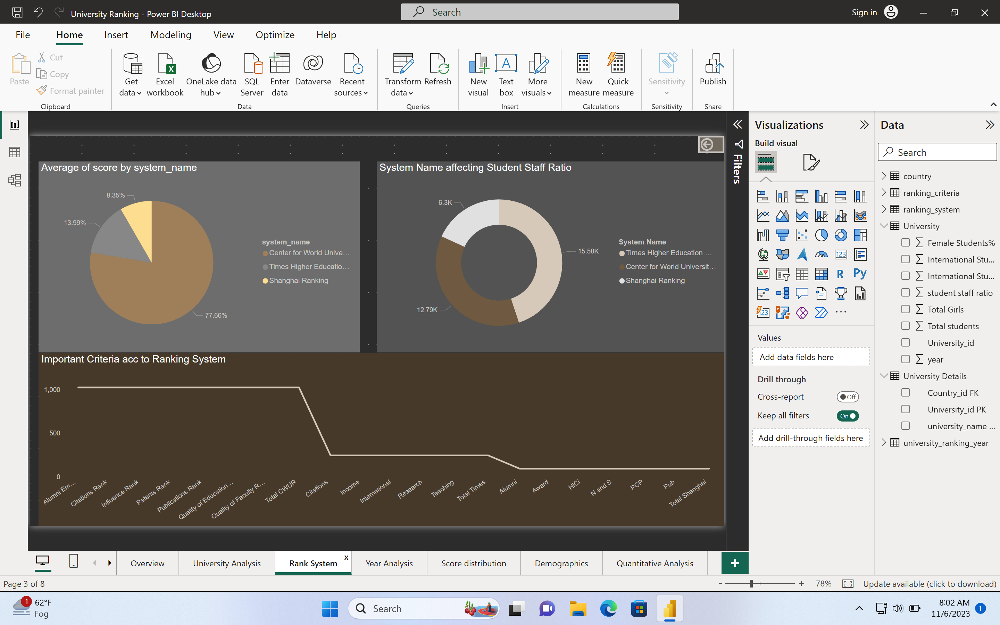 University Ranking - Power BI Desktop
Search
Sign in
File
Home
Insert
Modeling
View
Optimize
Help
Paste
Cut
Copy
Format painter
Clipboard
Get data
Excel workbook
OneLake data hub
SQL Server
Enter data
Dataverse
Recent sources
Data
Transform data
Refresh
Queries
New visual
Text box
More visuals
Insert
New measure
Quick measure
Calculations
Sensitivity
Sensitivity
Publish
Share
Average of score by system_name
8.35%
13.99%
77.66%
system_name
Center for World Unive…
Times Higher Educatio…
Shanghai Ranking
System Name affecting Student Staff Ratio
6.3K
15.58K
12.79K
System Name
Times Higher Education …
Center for World Universit…
Shanghai Ranking
Important Criteria acc to Ranking System
1,000
500
0
Alumni Em…
Citations Rank
Influence Rank
Patents Rank
Publications Rank
Quality of Education…
Quality of Faculty R…
Total CWUR
Citations
Income
International
Research
Teaching
Total Times
Alumni
Award
HiCi
N and S
PCP
Pub
Total Shanghai
Filters
Visualizations
Build visual
123
R
Py
123
Values
Add data fields here
Drill through
Cross-report
Off
Keep all filters
On
Add drill-through fields here
Data
Search
country
ranking_criteria
ranking_system
University
Female Students%
International Stu...
International Stu...
student staff ratio
Total Girls
Total students
University_id
year
University Details
Country_id FK
University_id PK
university_name ...
university_ranking_year
Overview
University Analysis
Rank System
x
Year Analysis
Score distribution
Demographics
Quantitative Analysis
+
Page 3 of 8
- + 78%
Update available (click to download)
1
62°F
Fog
Search
8:02 AM
11/6/2023
1